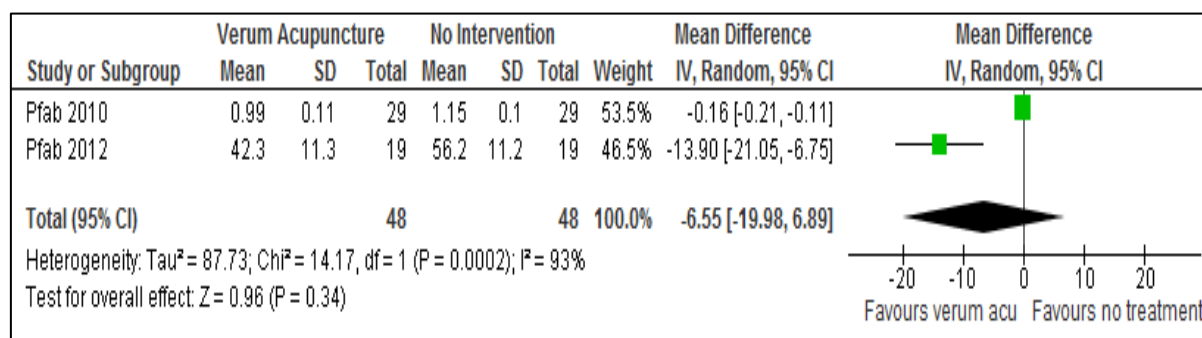 Verum Acupuncture No Intervention Mean Difference Mean Difference
Study or Subgroup Mean SD Total Mean SD Total Weight IV, Random, 95% CI IV, Random, 95% CI
Pfab 2010 0.99 0.11 29 1.15 0.1 29 53.5% -0.16 [-0.21, -0.11]
Pfab 2012 42.3 11.3 19 56.2 11.2 19 46.5% -13.90 [-21.05, -6.75]
Total (95% CI) 48 48 100.0% -6.55 [-19.98, 6.89]
Heterogeneity: Tau² = 87.73; Chi² = 14.17, df = 1 (P = 0.0002); I² = 93%
Test for overall effect: Z = 0.96 (P = 0.34)
-20 -10 0 10 20
Favours verum acu Favours no treatment